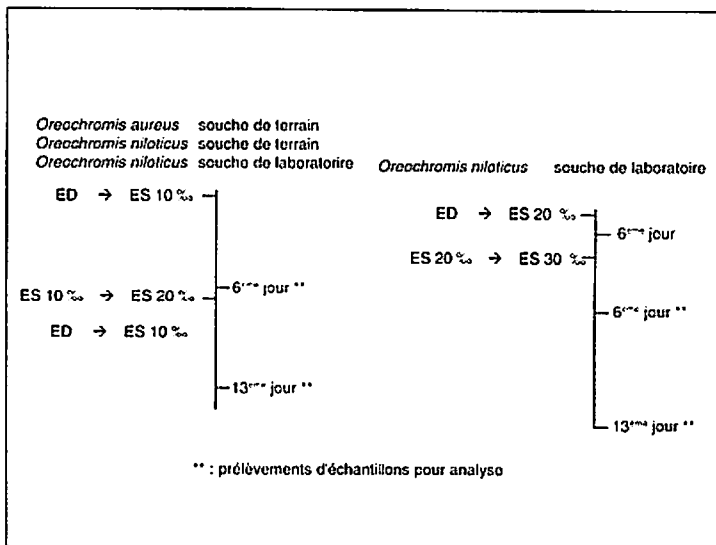 Oreochromis aureus souche de terrain
Oreochromis niloticus souche de terrain
Oreochromis niloticus souche de laboratorire
ED → ES 10 ‰
6ème jour **
ES 10 ‰ → ES 20 ‰
ED → ES 10 ‰
13ème jour **
Oreochromis niloticus souche de laboratoire
ED → ES 20 ‰
6ème jour
ES 20 ‰ → ES 30 ‰
6ème jour **
13ème jour **
** : prélèvements d'échantillons pour analyse